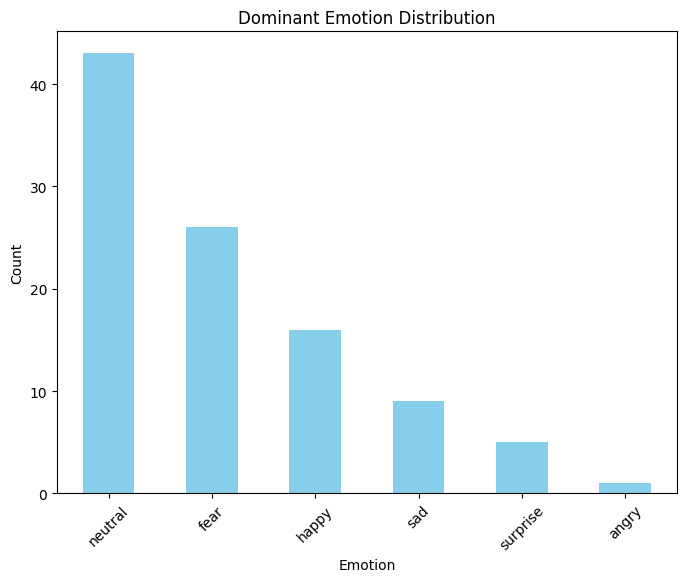 Dominant Emotion Distribution
Count
40
30
20
10
0
neutral
fear
happy
sad
surprise
angry
Emotion